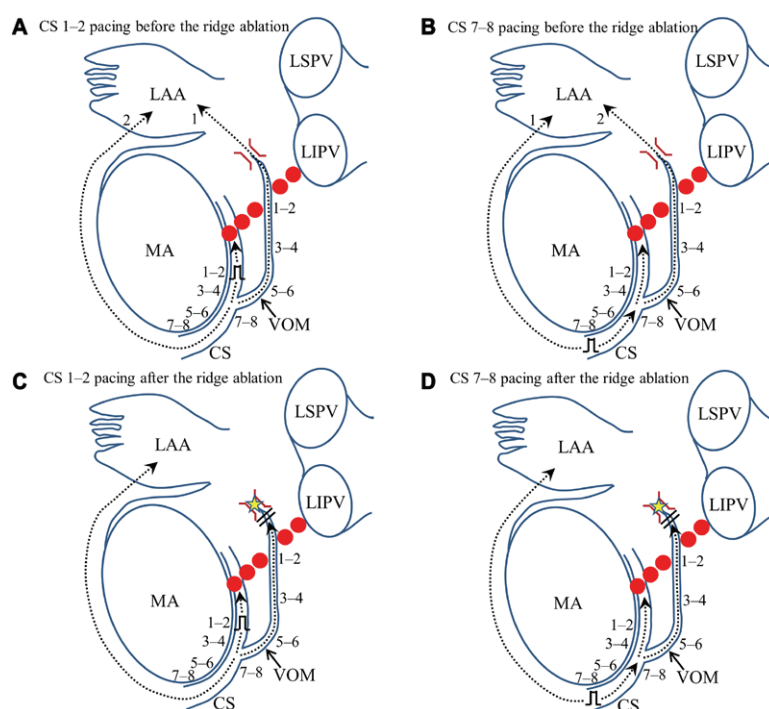 A CS 1–2 pacing before the ridge ablation
LSPV
LAA
2
1
LIPV
1–2
MA
3–4
1–2
3–4
5–6
5–6
7–8
7–8
VOM
CS
B CS 7–8 pacing before the ridge ablation
LSPV
LAA
1
2
LIPV
1–2
MA
3–4
1–2
3–4
5–6
5–6
7–8
7–8
VOM
CS
C CS 1–2 pacing after the ridge ablation
LSPV
LAA
LIPV
1–2
MA
3–4
1–2
3–4
5–6
5–6
7–8
7–8
VOM
CS
D CS 7–8 pacing after the ridge ablation
LSPV
LAA
LIPV
1–2
MA
3–4
1–2
3–4
5–6
5–6
7–8
7–8
VOM
CS